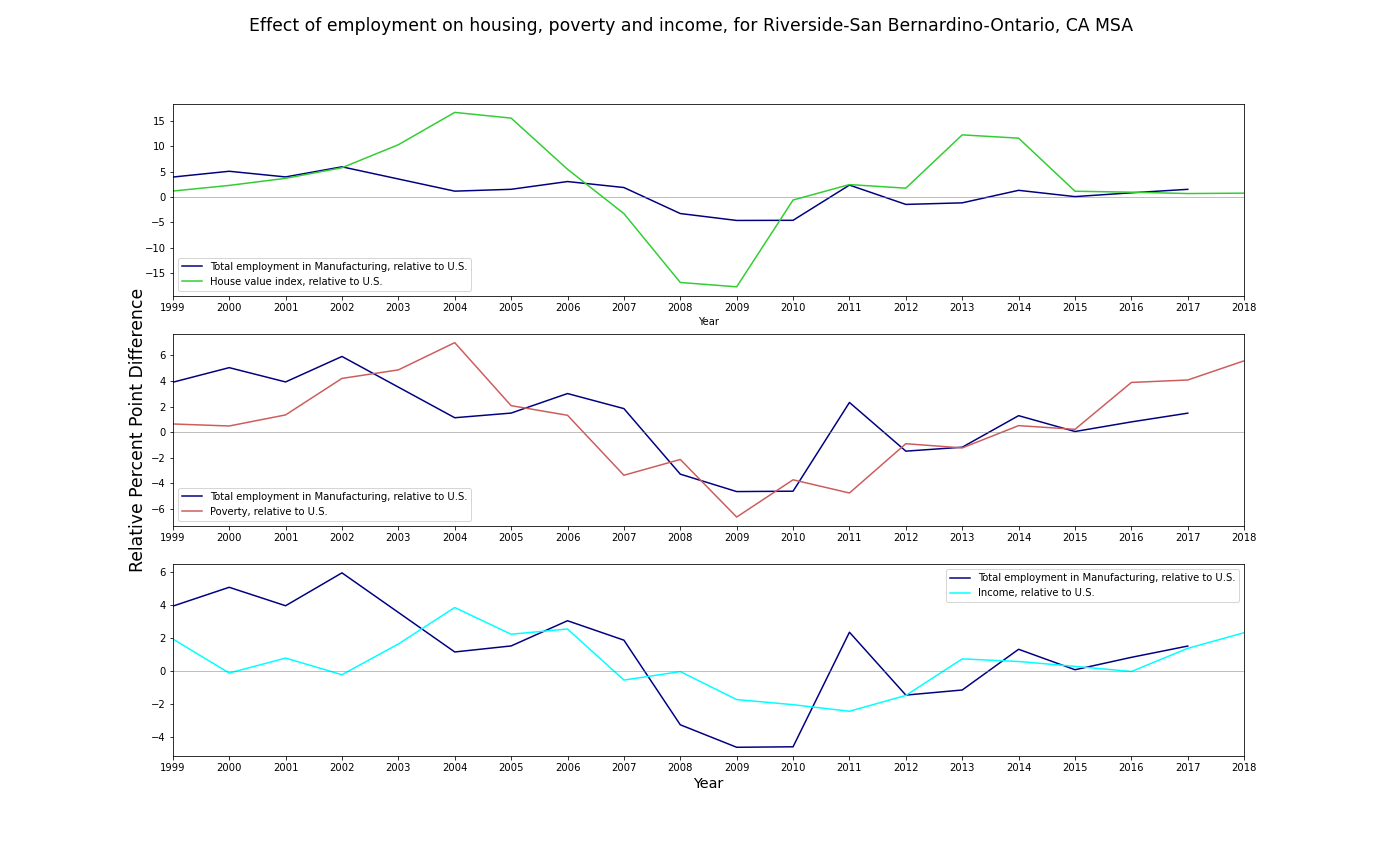 Effect of employment on housing, poverty and income, for Riverside-San Bernardino-Ontario, CA MSA
Relative Percent Point Difference
15
10
5
0
−5
−10
−15
Total employment in Manufacturing, relative to U.S.
House value index, relative to U.S.
1999 2000 2001 2002 2003 2004 2005 2006 2007 2008 2009 2010 2011 2012 2013 2014 2015 2016 2017 2018
Year
6
4
2
0
−2
−4
−6
Total employment in Manufacturing, relative to U.S.
Poverty, relative to U.S.
1999 2000 2001 2002 2003 2004 2005 2006 2007 2008 2009 2010 2011 2012 2013 2014 2015 2016 2017 2018
6
4
2
0
−2
−4
Total employment in Manufacturing, relative to U.S.
Income, relative to U.S.
1999 2000 2001 2002 2003 2004 2005 2006 2007 2008 2009 2010 2011 2012 2013 2014 2015 2016 2017 2018
Year